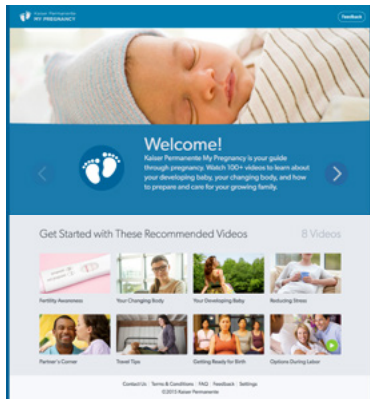 Kaiser Permanente
MY PREGNANCY
Feedback
Welcome!
Kaiser Permanente My Pregnancy is your guide
through pregnancy. Watch 100+ videos to learn about
your developing baby, your changing body, and how
to prepare and care for your growing family.
Get Started with These Recommended Videos
8 Videos
Fertility Awareness
Your Changing Body
Your Developing Baby
Reducing Stress
Partner's Corner
Travel Tips
Getting Ready for Birth
Options During Labor
Contact Us | Terms & Conditions | FAQ | Feedback | Settings
©2015 Kaiser Permanente